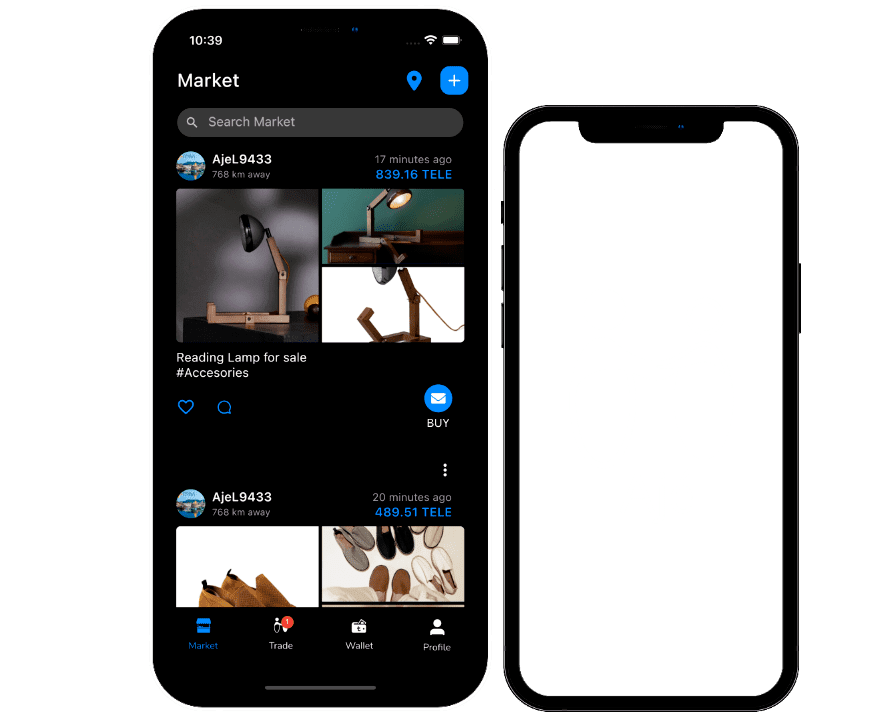 10:39
Market
Search Market
AjeL9433
17 minutes ago
768 km away
839.16 TELE
Reading Lamp for sale
#Accesories
BUY
AjeL9433
20 minutes ago
768 km away
489.51 TELE
1
Market
Trade
Wallet
Profile